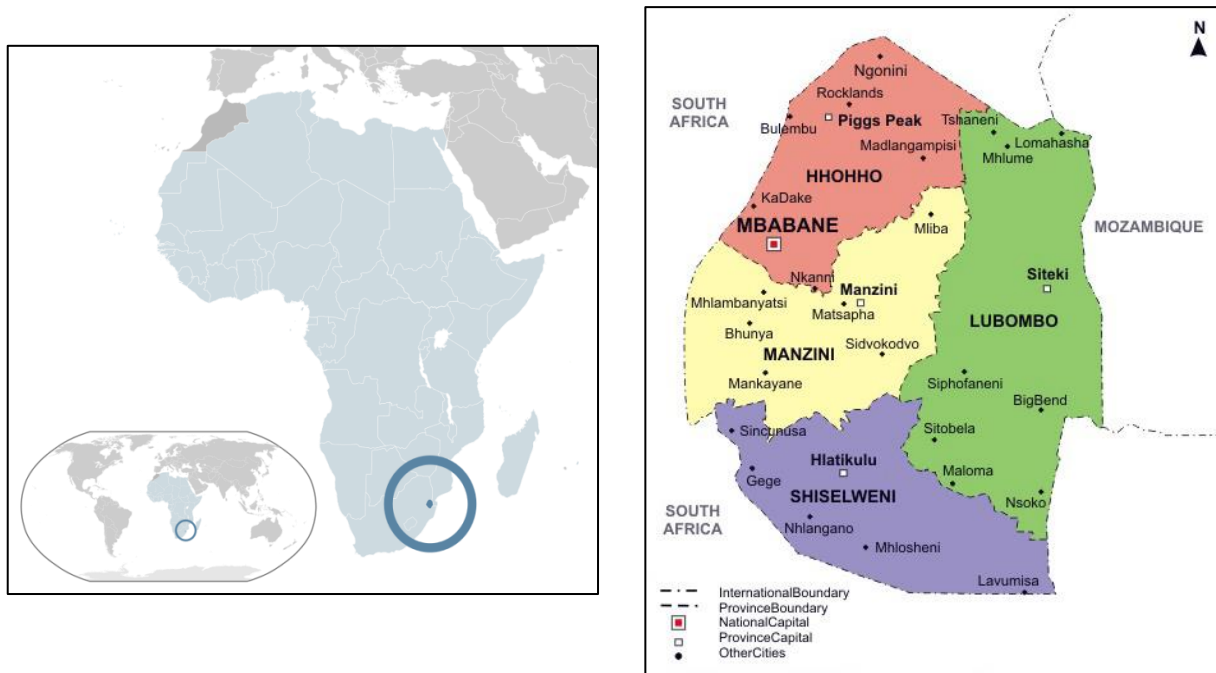 N
Ngonini
SOUTH
AFRICA
Rocklands
Piggs Peak
Bulembu
Tshaneni
Lomahasha
Madlangampisi
Mhlume
HHOHHO
KaDake
MBABANE
Mliba
MOZAMBIQUE
Nkanni
Manzini
Siteki
Mhlambanyatsi
Matsapha
Bhunya
LUBOMBO
MANZINI
Sidvokodvo
Mankayane
Siphofaneni
BigBend
Sincunusa
Sitobela
Hlatikulu
Gege
Maloma
SHISELWENI
Nsoko
SOUTH
AFRICA
Nhlangano
Mhlosheni
Lavumisa
InternationalBoundary
ProvinceBoundary
NationalCapital
ProvinceCapital
OtherCities